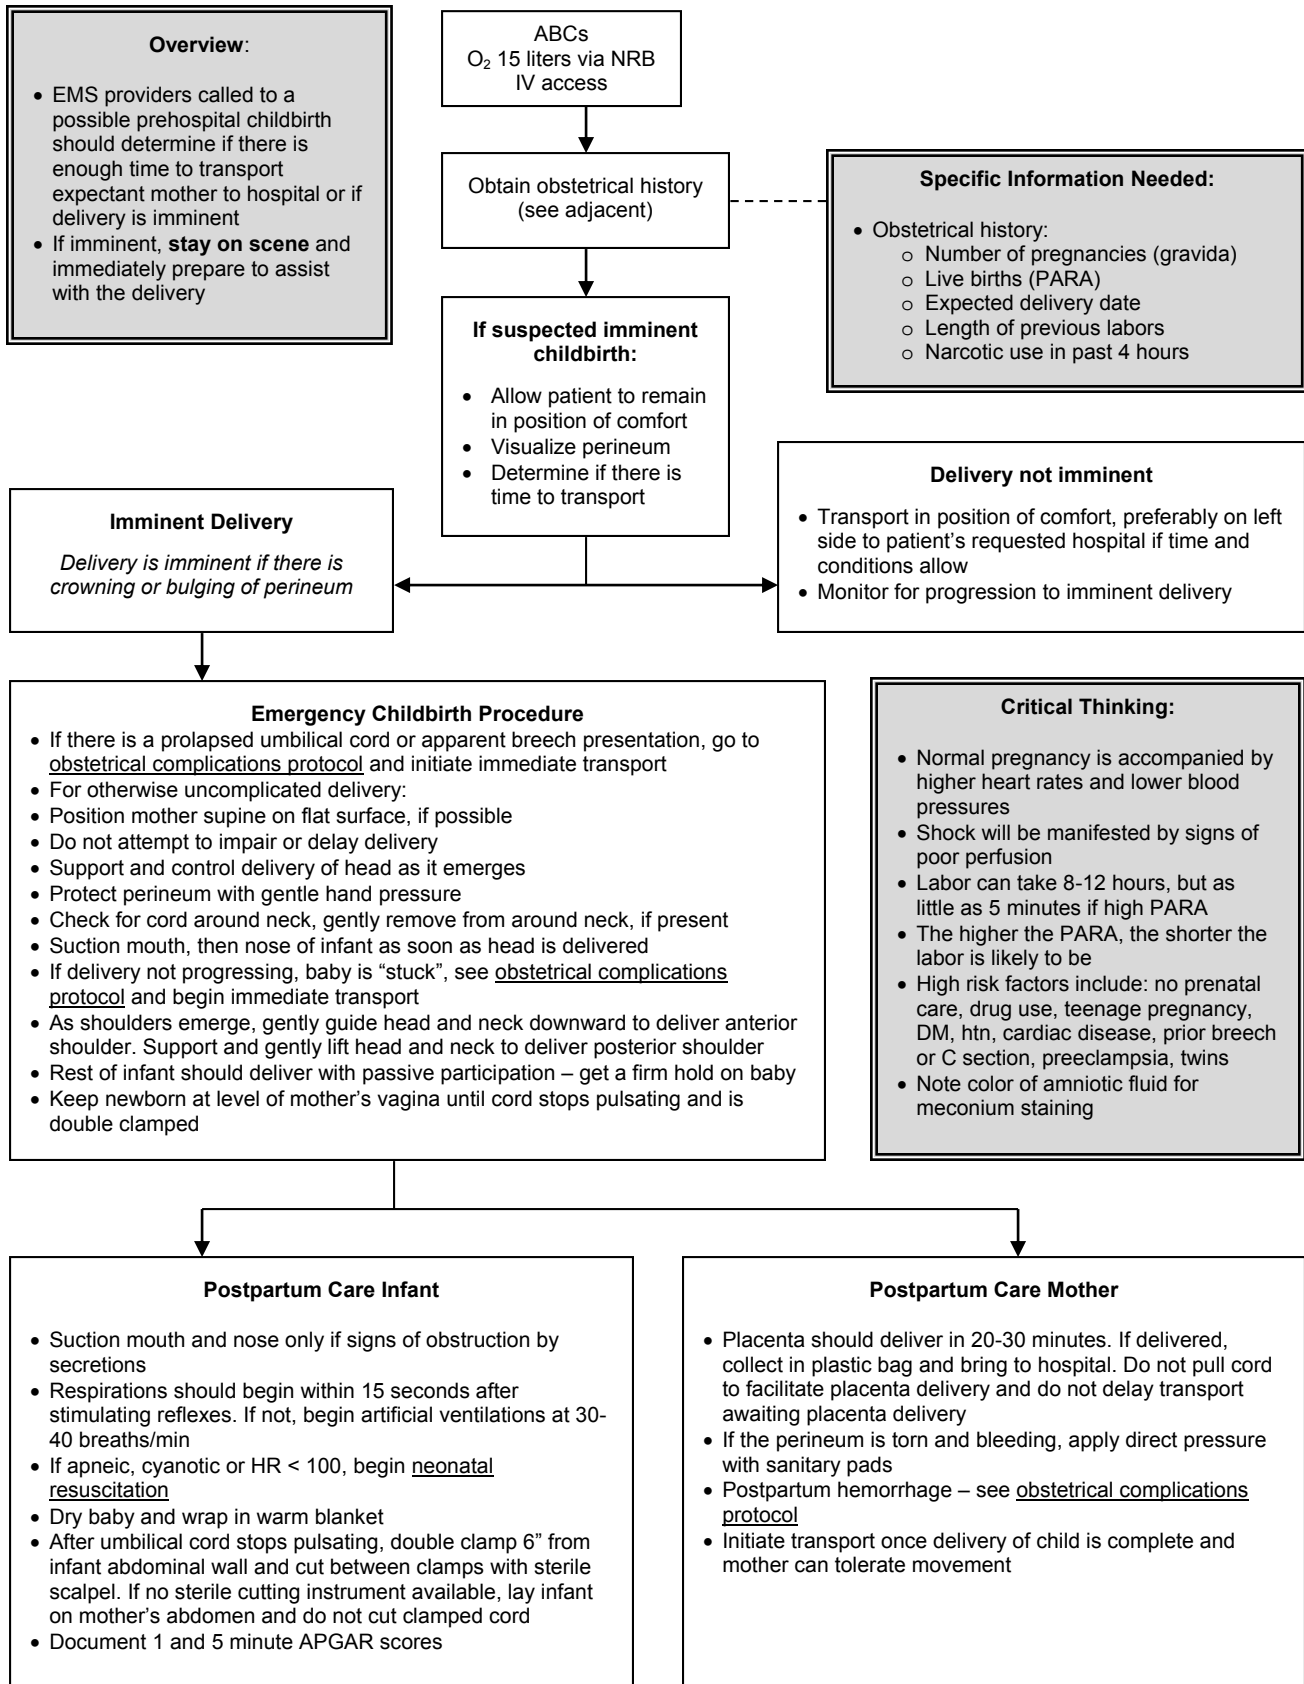 Overview:
• EMS providers called to a
possible prehospital childbirth
should determine if there is
enough time to transport
expectant mother to hospital or if
delivery is imminent
• If imminent, stay on scene and
immediately prepare to assist
with the delivery
ABCs
O₂ 15 liters via NRB
IV access
Obtain obstetrical history
(see adjacent)
Specific Information Needed:
• Obstetrical history:
o Number of pregnancies (gravida)
o Live births (PARA)
o Expected delivery date
o Length of previous labors
o Narcotic use in past 4 hours
If suspected imminent
childbirth:
• Allow patient to remain
in position of comfort
• Visualize perineum
• Determine if there is
time to transport
Imminent Delivery
Delivery is imminent if there is
crowning or bulging of perineum
Delivery not imminent
• Transport in position of comfort, preferably on left
side to patient’s requested hospital if time and
conditions allow
• Monitor for progression to imminent delivery
Emergency Childbirth Procedure
• If there is a prolapsed umbilical cord or apparent breech presentation, go to
obstetrical complications protocol and initiate immediate transport
• For otherwise uncomplicated delivery:
• Position mother supine on flat surface, if possible
• Do not attempt to impair or delay delivery
• Support and control delivery of head as it emerges
• Protect perineum with gentle hand pressure
• Check for cord around neck, gently remove from around neck, if present
• Suction mouth, then nose of infant as soon as head is delivered
• If delivery not progressing, baby is “stuck”, see obstetrical complications
protocol and begin immediate transport
• As shoulders emerge, gently guide head and neck downward to deliver anterior
shoulder. Support and gently lift head and neck to deliver posterior shoulder
• Rest of infant should deliver with passive participation – get a firm hold on baby
• Keep newborn at level of mother’s vagina until cord stops pulsating and is
double clamped
Critical Thinking:
• Normal pregnancy is accompanied by
higher heart rates and lower blood
pressures
• Shock will be manifested by signs of
poor perfusion
• Labor can take 8-12 hours, but as
little as 5 minutes if high PARA
• The higher the PARA, the shorter the
labor is likely to be
• High risk factors include: no prenatal
care, drug use, teenage pregnancy,
DM, htn, cardiac disease, prior breech
or C section, preeclampsia, twins
• Note color of amniotic fluid for
meconium staining
Postpartum Care Infant
• Suction mouth and nose only if signs of obstruction by
secretions
• Respirations should begin within 15 seconds after
stimulating reflexes. If not, begin artificial ventilations at 30-
40 breaths/min
• If apneic, cyanotic or HR < 100, begin neonatal
resuscitation
• Dry baby and wrap in warm blanket
• After umbilical cord stops pulsating, double clamp 6” from
infant abdominal wall and cut between clamps with sterile
scalpel. If no sterile cutting instrument available, lay infant
on mother’s abdomen and do not cut clamped cord
• Document 1 and 5 minute APGAR scores
Postpartum Care Mother
• Placenta should deliver in 20-30 minutes. If delivered,
collect in plastic bag and bring to hospital. Do not pull cord
to facilitate placenta delivery and do not delay transport
awaiting placenta delivery
• If the perineum is torn and bleeding, apply direct pressure
with sanitary pads
• Postpartum hemorrhage – see obstetrical complications
protocol
• Initiate transport once delivery of child is complete and
mother can tolerate movement